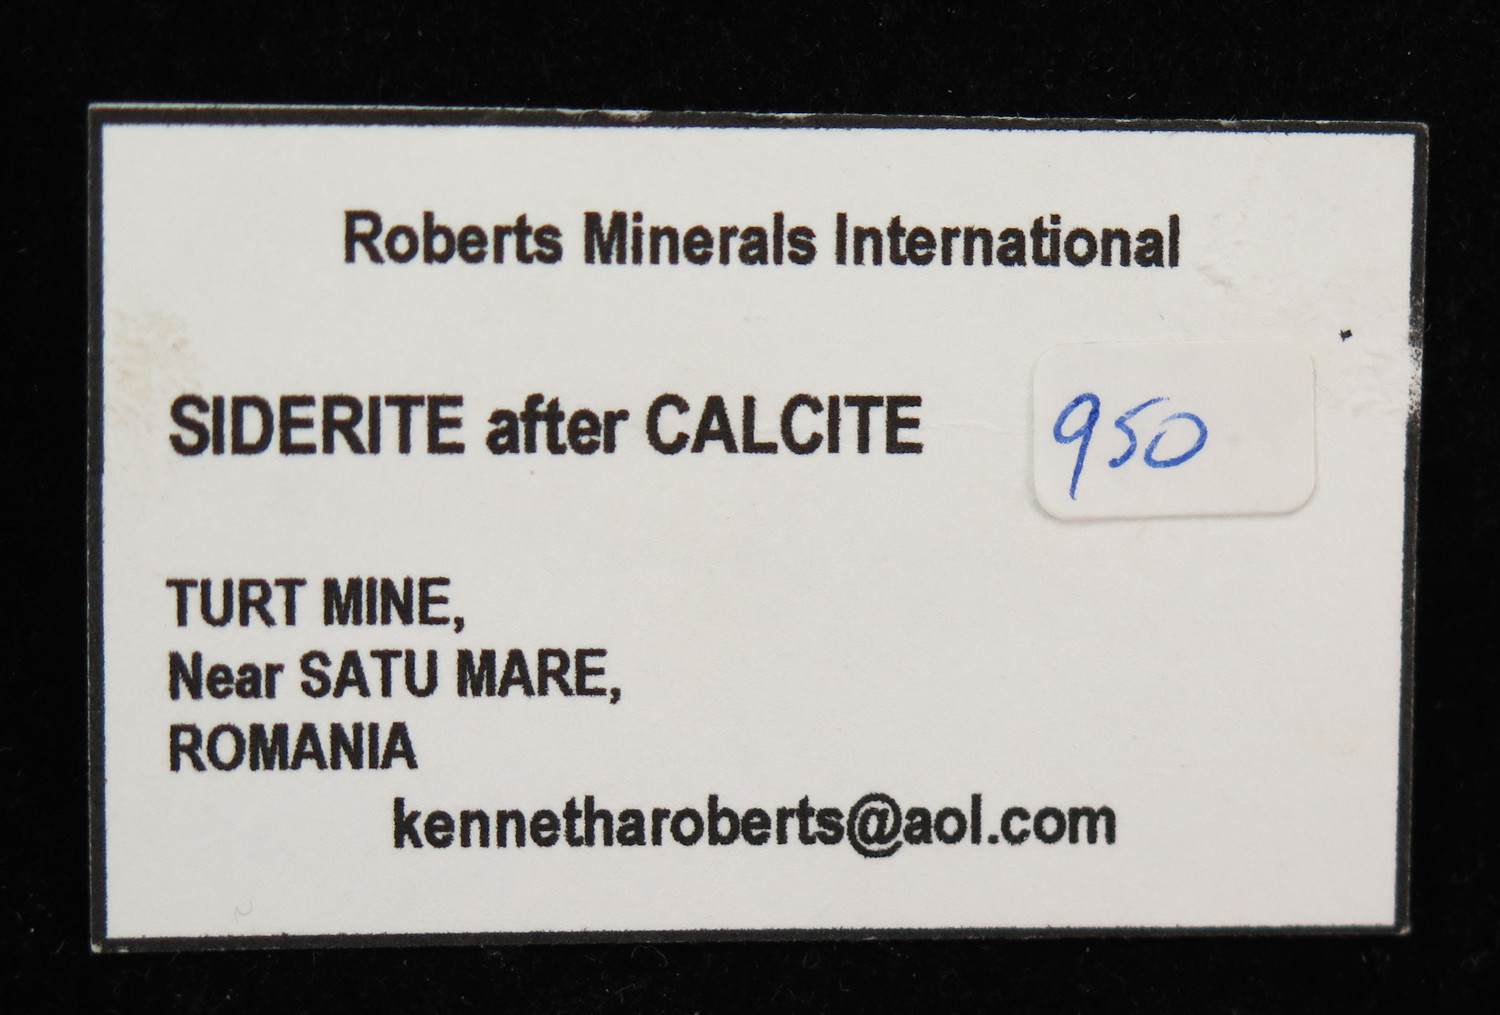 Roberts Minerals International
SIDERITE after CALCITE
950
TURT MINE,
Near SATU MARE,
ROMANIA
kennetharoberts@aol.com